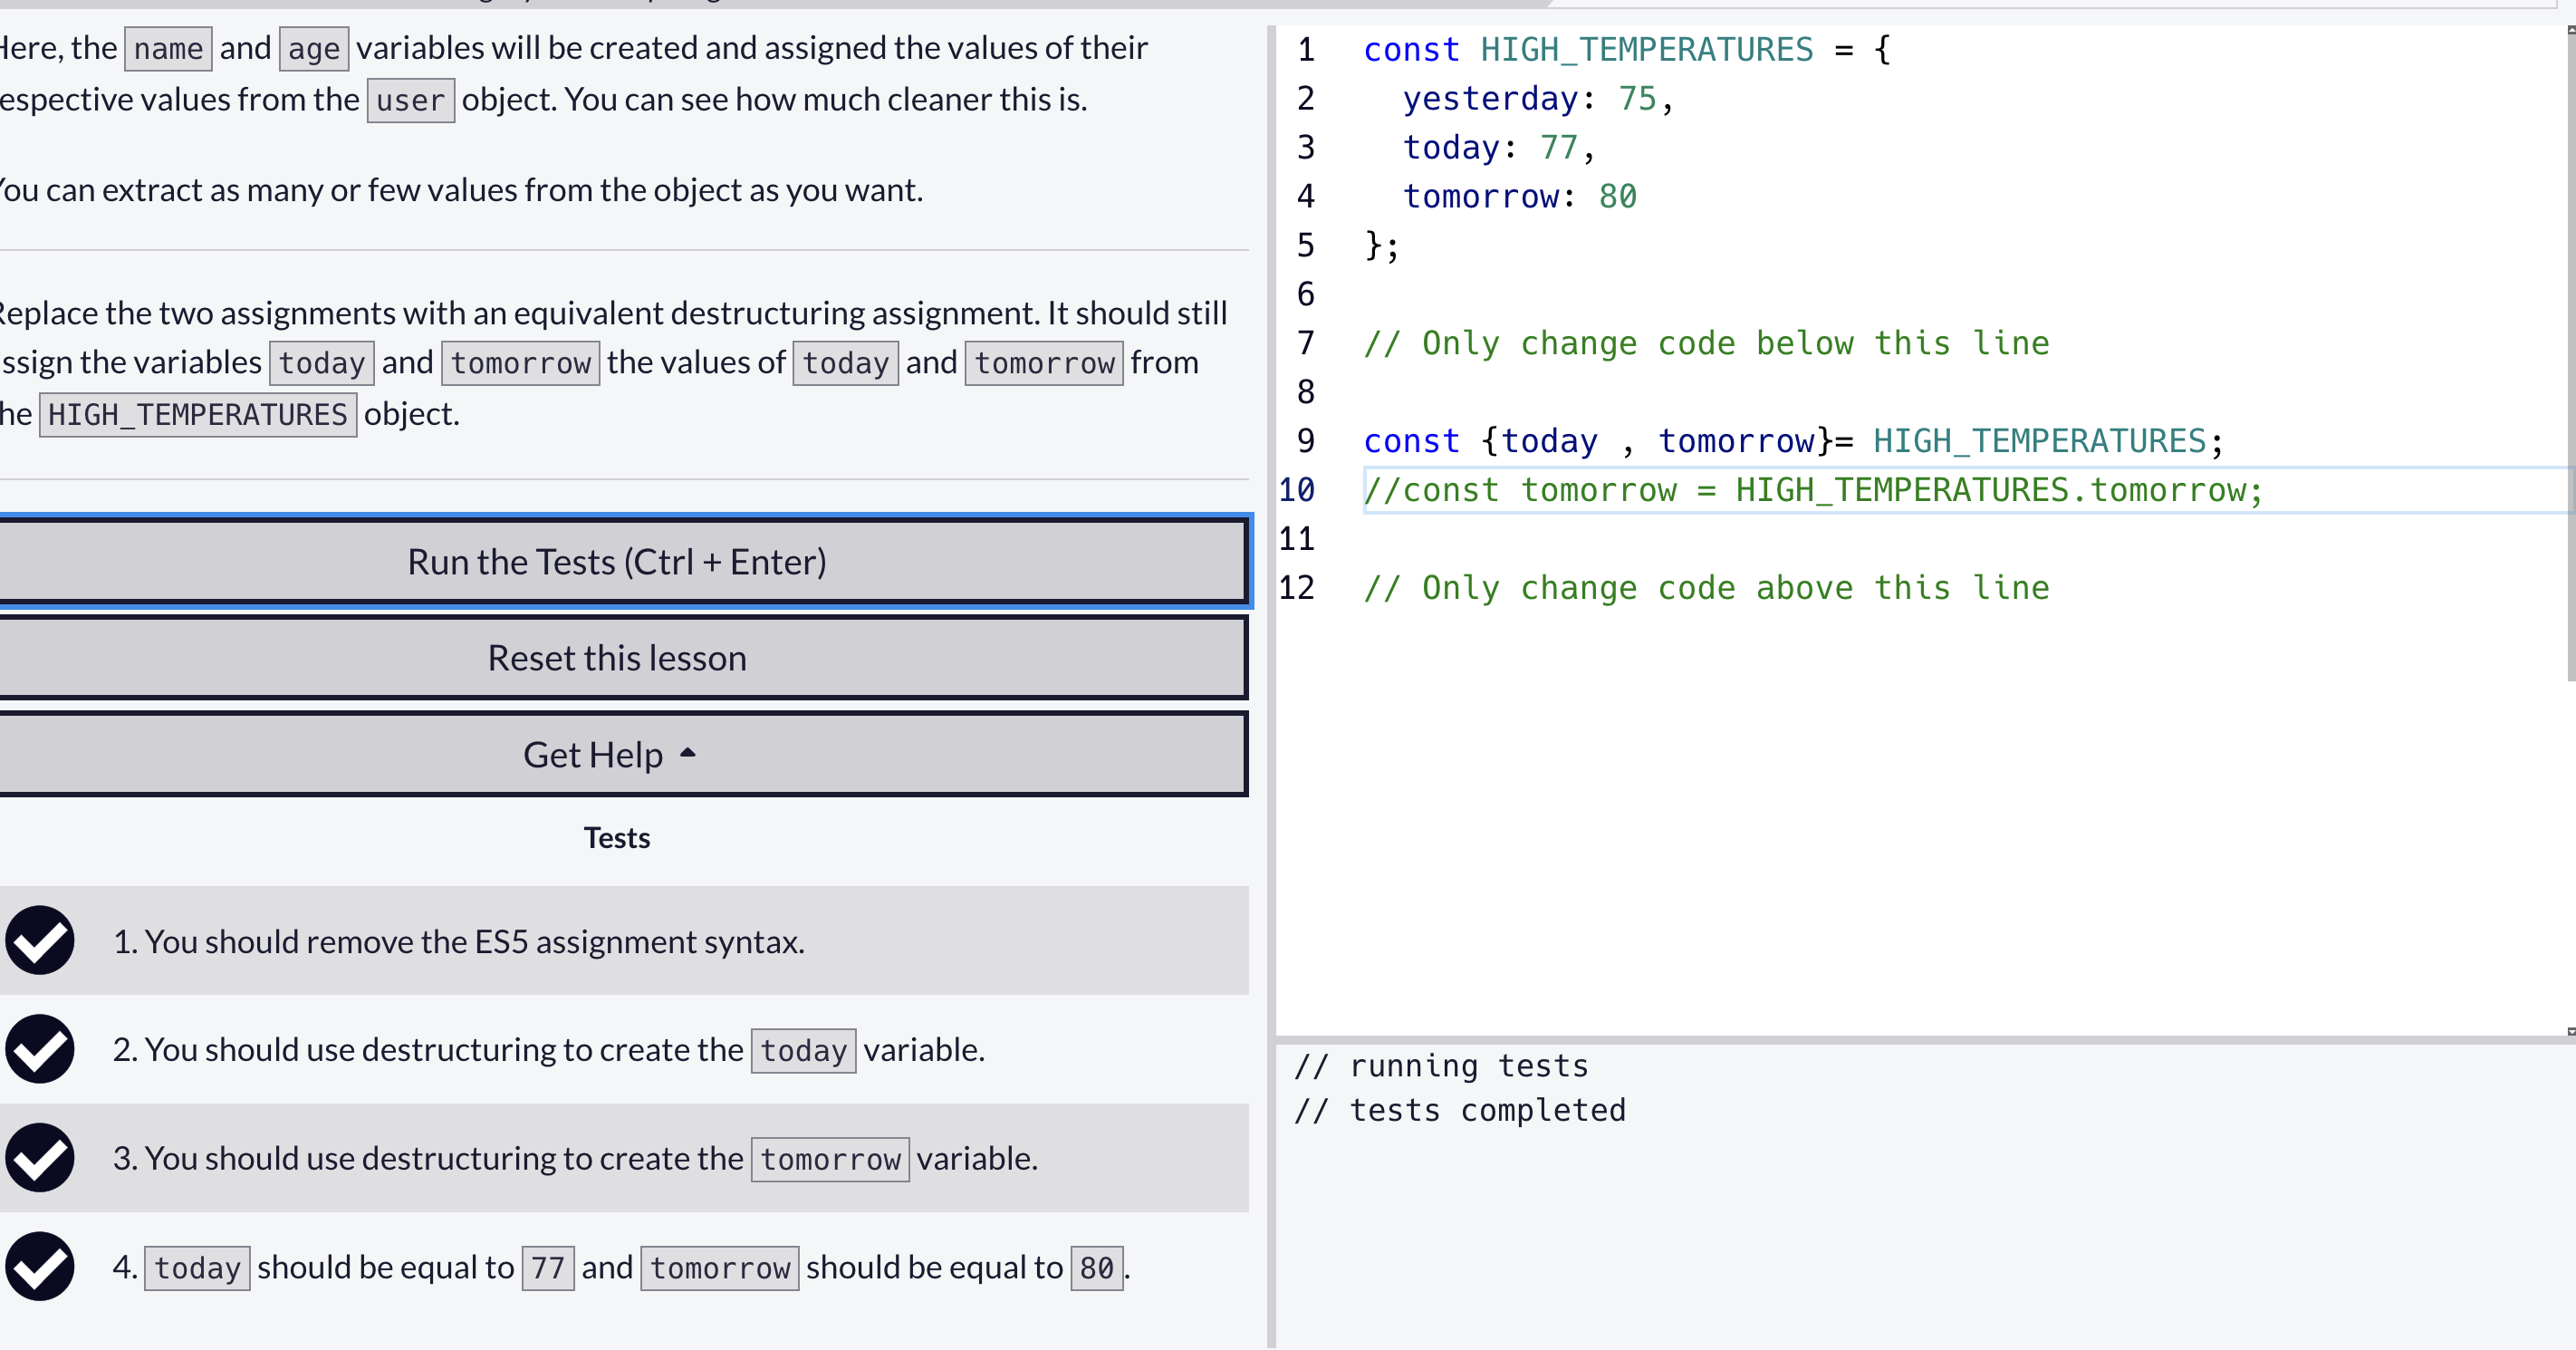 Here, the name and age variables will be created and assigned the values of their
respective values from the user object. You can see how much cleaner this is.
You can extract as many or few values from the object as you want.
Replace the two assignments with an equivalent destructuring assignment. It should still
assign the variables today and tomorrow the values of today and tomorrow from
the HIGH_TEMPERATURES object.
Run the Tests (Ctrl + Enter)
Reset this lesson
Get Help
Tests
1. You should remove the ES5 assignment syntax.
2. You should use destructuring to create the today variable.
3. You should use destructuring to create the tomorrow variable.
4. today should be equal to 77 and tomorrow should be equal to 80.
1 const HIGH_TEMPERATURES = {
2 yesterday: 75,
3 today: 77,
4 tomorrow: 80
5 };
6
7 // Only change code below this line
8
9 const {today , tomorrow}= HIGH_TEMPERATURES;
10 //const tomorrow = HIGH_TEMPERATURES.tomorrow;
11
12 // Only change code above this line
// running tests
// tests completed